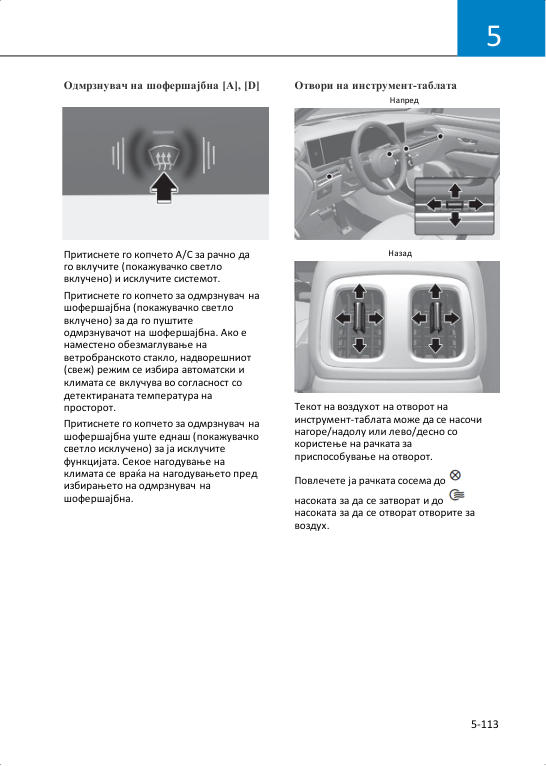 5
Одмрзнувач на шофершајбна [A], [D]
Притиснете го копчето A/C за рачно да
го вклучите (покажувачко светло
вклучено) и исклучите системот.
Притиснете го копчето за одмрзнувач на
шофершајбна (покажувачко светло
вклучено) за да го пуштите
одмрзнувачот на шофершајбна. Ако е
наместено обезмаглување на
ветробранското стакло, надворешниот
(свеж) режим се избира автоматски и
климата се вклучува во согласност со
детектираната температура на
просторот.
Притиснете го копчето за одмрзнувач на
шофершајбна уште еднаш (покажувачко
светло исклучено) за ја исклучите
функцијата. Секое нагодување на
климата се враќа на нагодувањето пред
избирањето на одмрзнувач на
шофершајбна.
Отвори на инструмент-таблата
Напред
Назад
Текот на воздухот на отворот на
инструмент-таблата може да се насочи
нагоре/надолу или лево/десно со
користење на рачката за
приспособување на отворот.
Повлечете ја рачката сосема до
насоката за да се затворат и до
насоката за да се отворат отворите за
воздух.
5-113